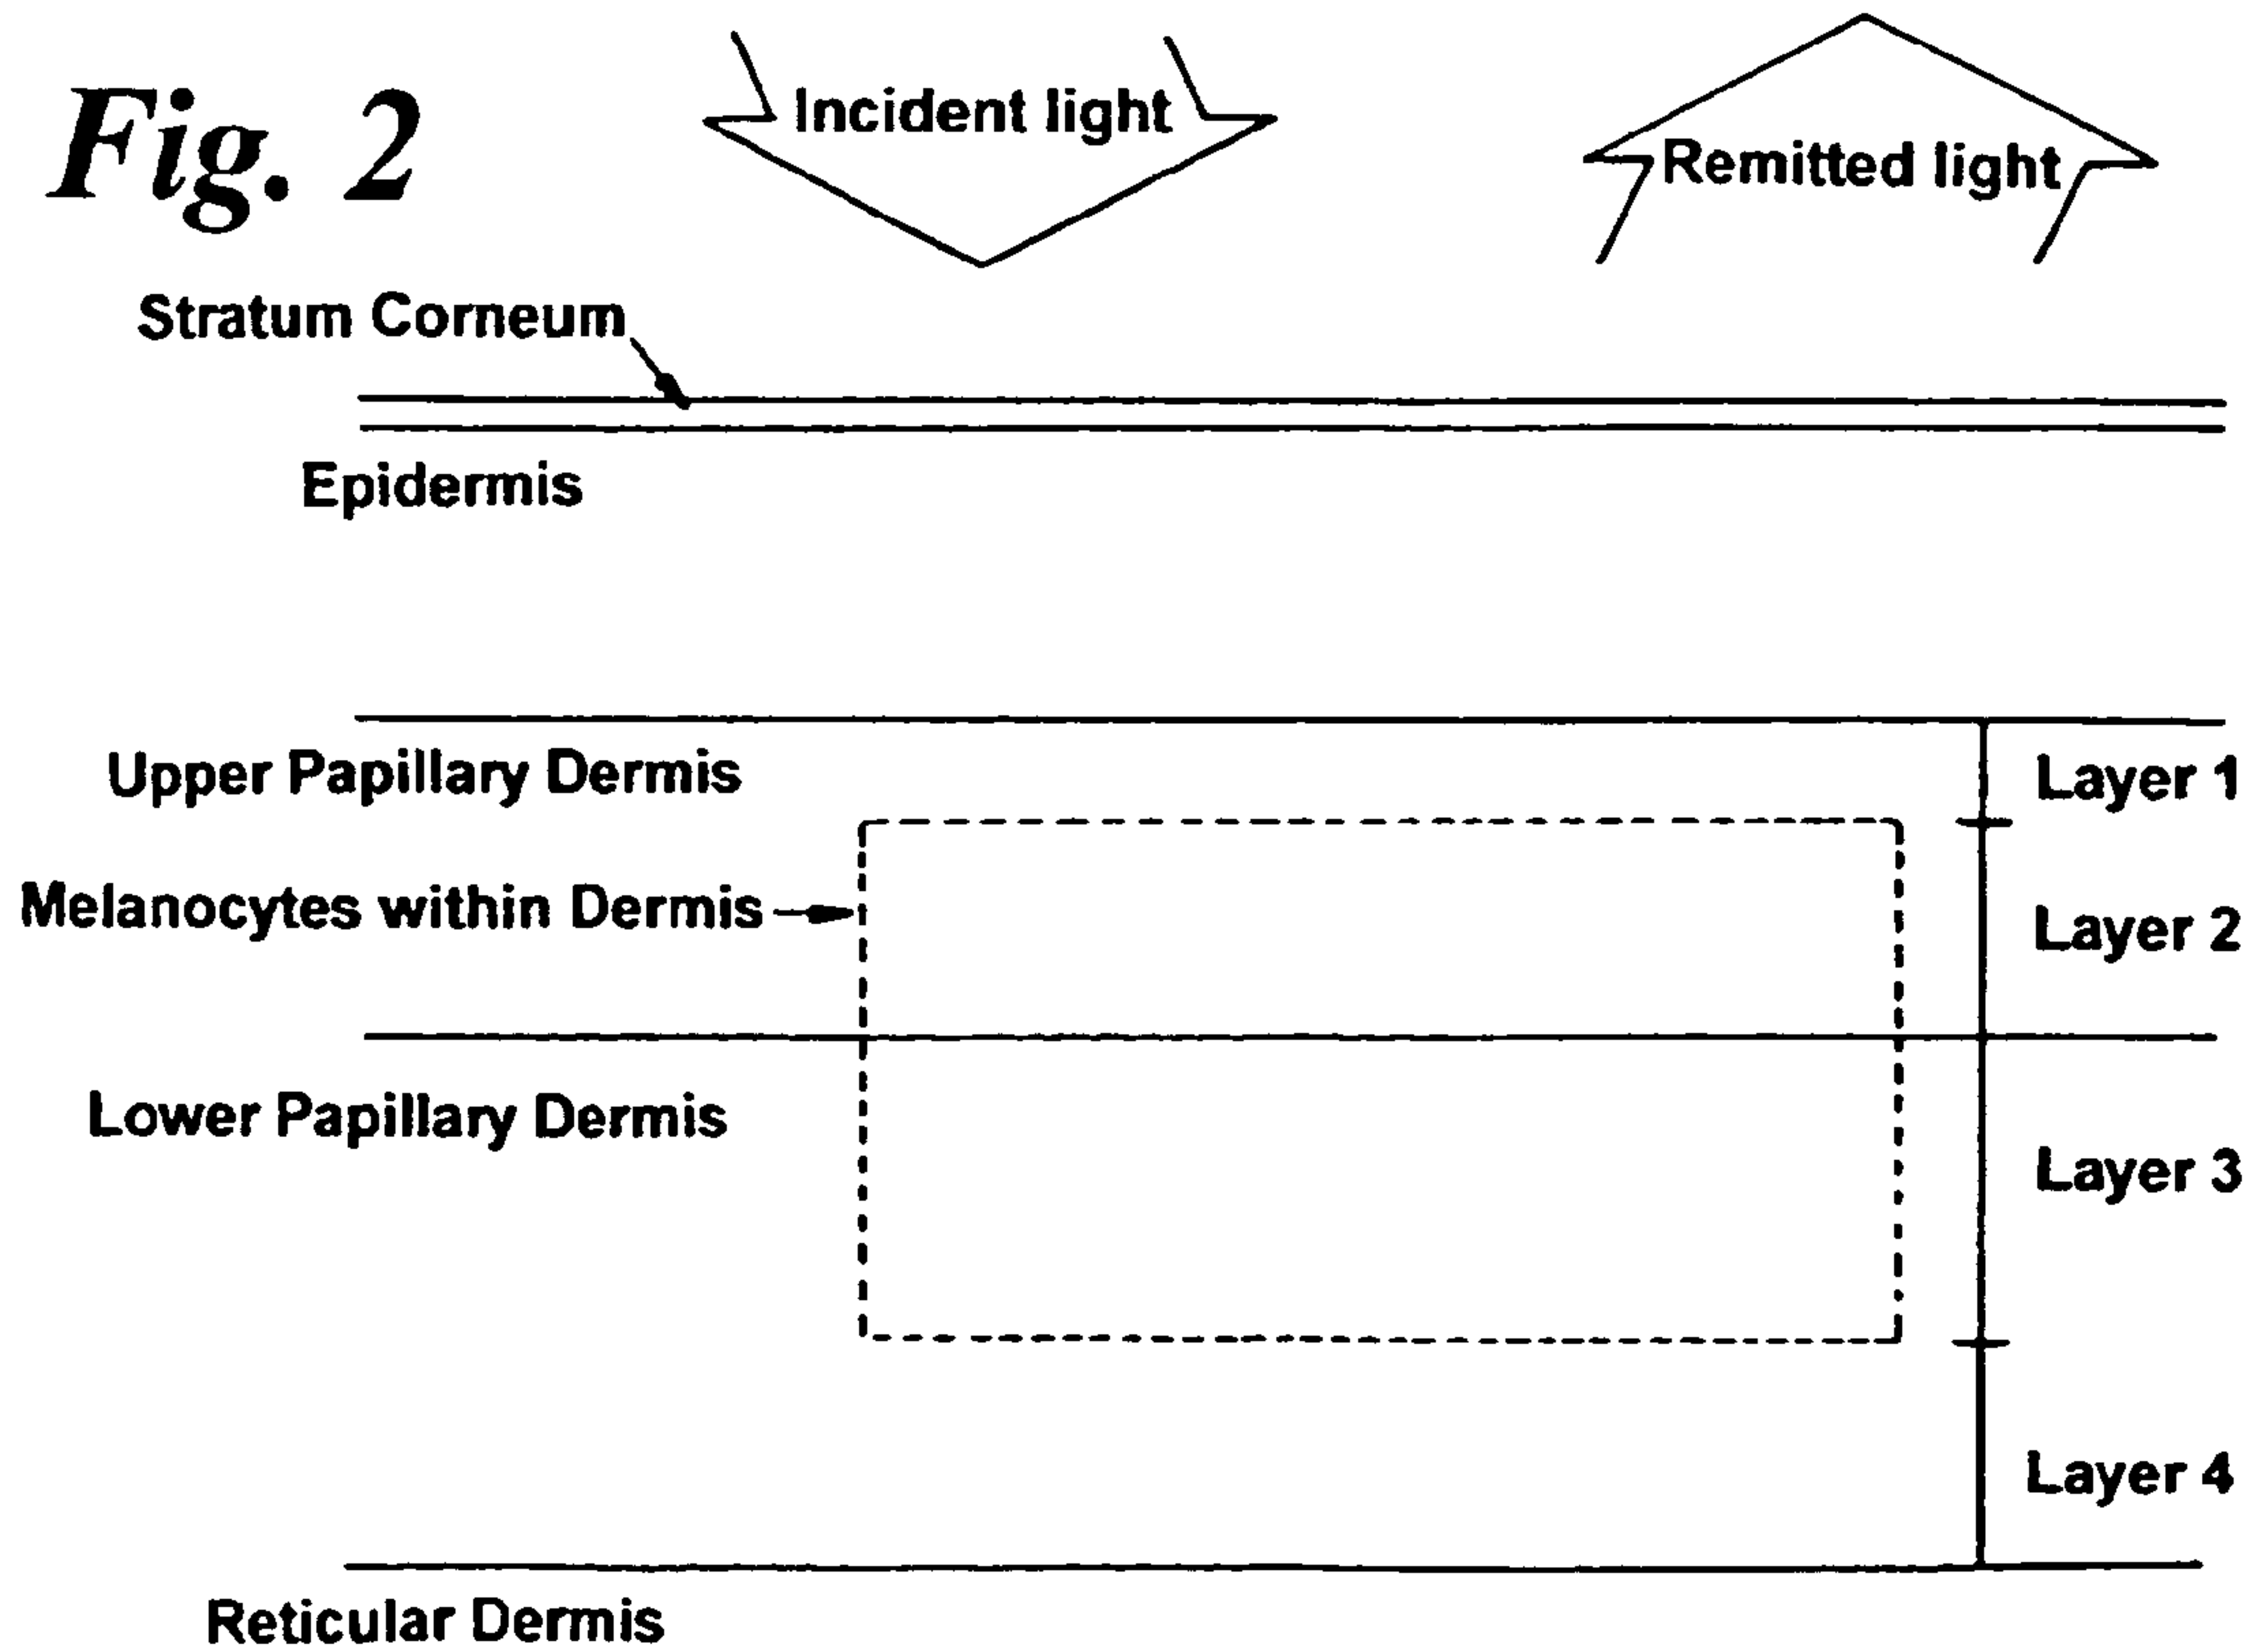 Fig. 2
Incident light
Remitted light
Stratum Corneum
Epidermis
Upper Papillary Dermis
Layer 1
Melanocytes within Dermis
Layer 2
Lower Papillary Dermis
Layer 3
Layer 4
Reticular Dermis